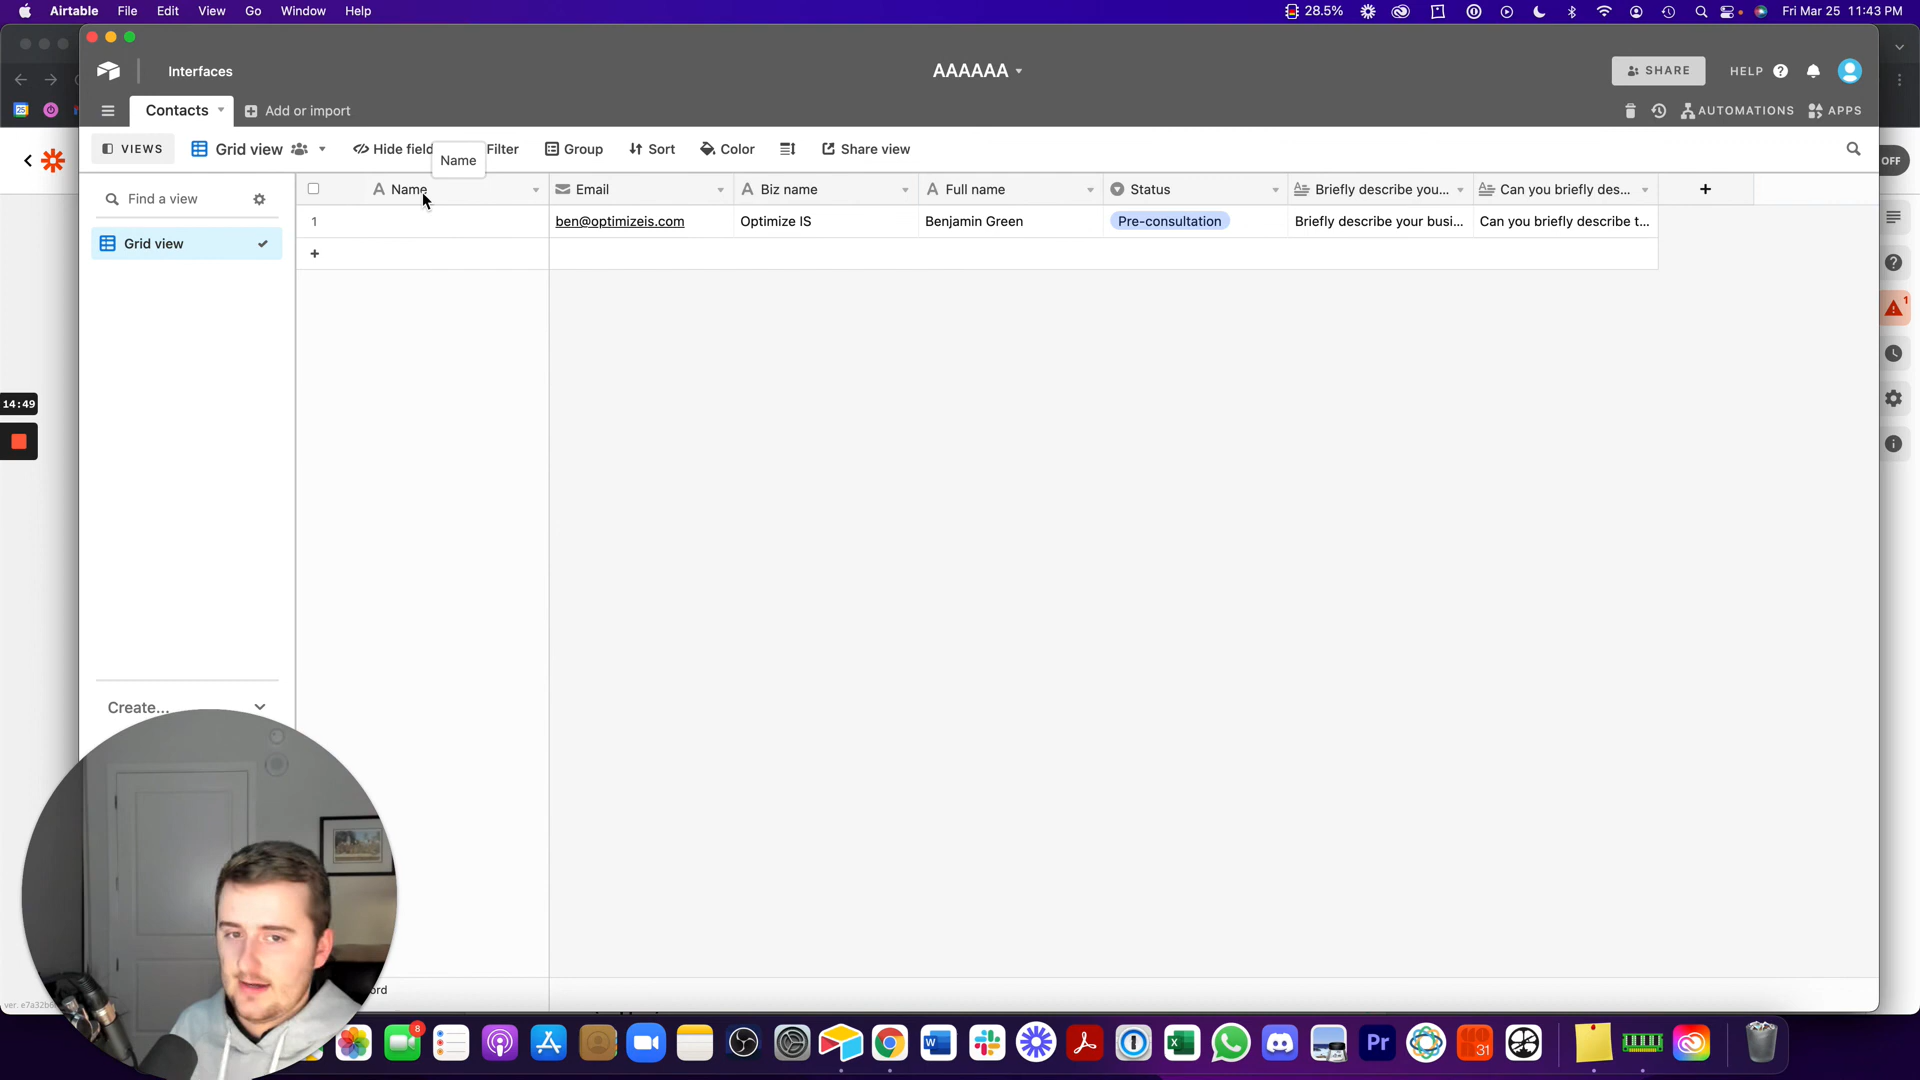 Airtable File Edit View Go Window Help 28.5% Fri Mar 25 11:43 PM
Interfaces AAAAAA SHARE HELP
Contacts Add or import AUTOMATIONS APPS
VIEWS Grid view Hide field Filter Group Sort Color Share view OFF
Name
Find a view Name Email Biz name Full name Status Briefly describe you... Can you briefly des...
1 ben@optimizeis.com Optimize IS Benjamin Green Pre-consultation Briefly describe your busi... Can you briefly describe t...
Grid view
1
14:49
Create...
ord
8
W
Pr
31